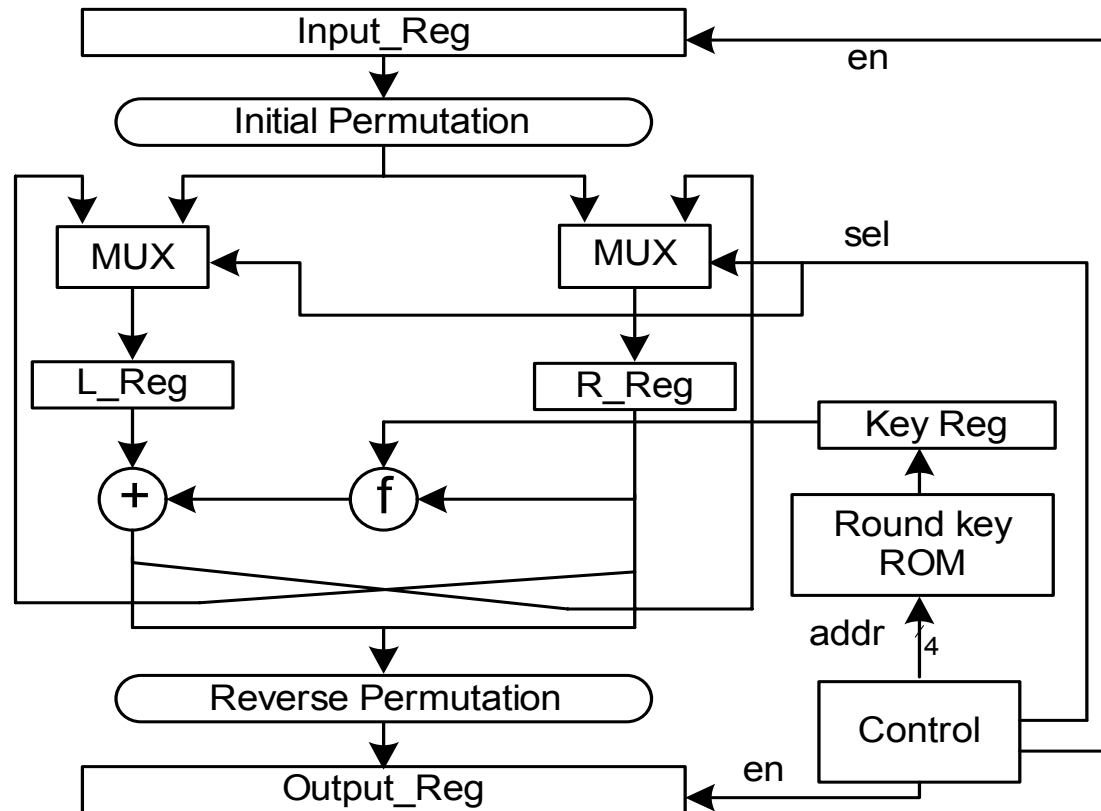 Input_Reg
en
Initial Permutation
MUX
MUX
sel
L_Reg
R_Reg
Key Reg
+
f
Round key
ROM
addr
4
Reverse Permutation
Control
en
Output_Reg